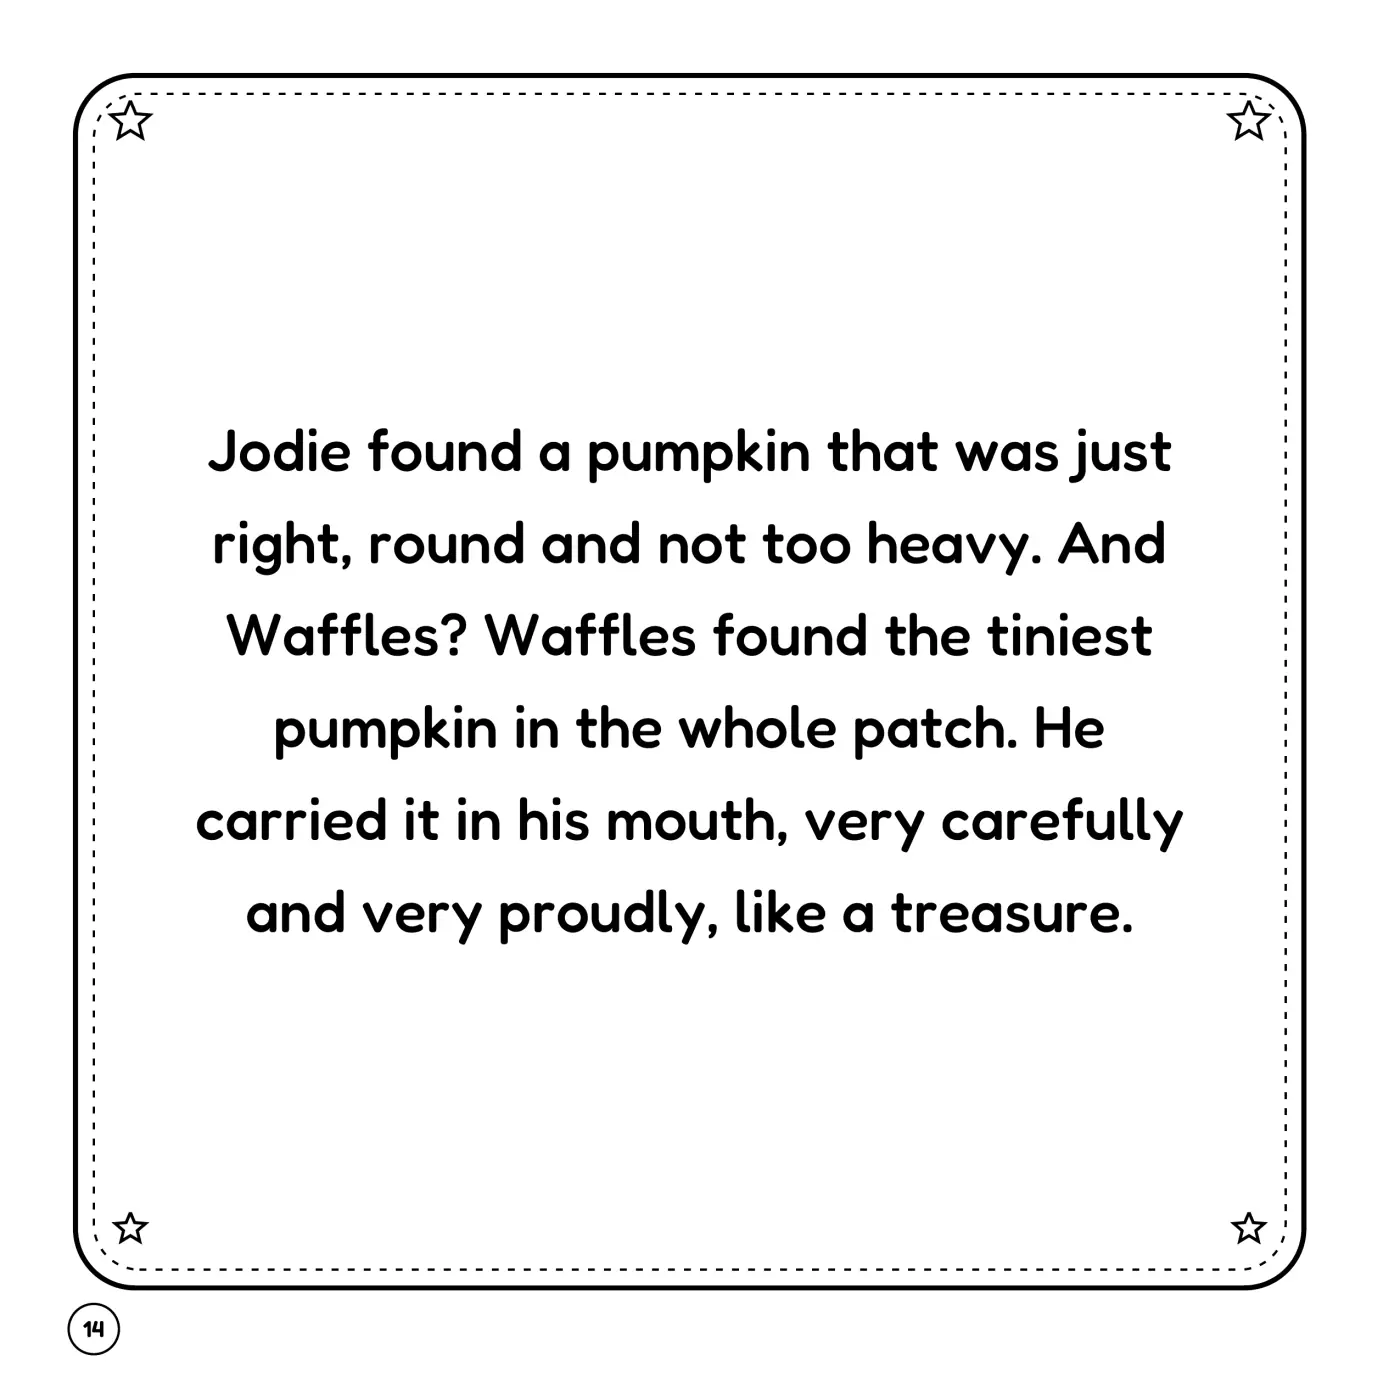 Jodie found a pumpkin that was just
right, round and not too heavy. And
Waffles? Waffles found the tiniest
pumpkin in the whole patch. He
carried it in his mouth, very carefully
and very proudly, like a treasure.
14